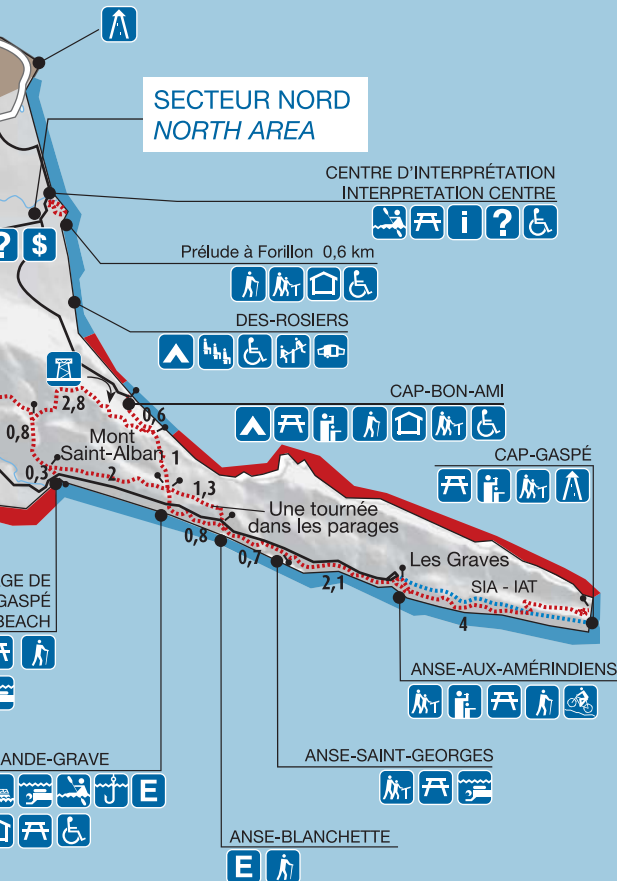 SECTEUR NORD
NORTH AREA
CENTRE D'INTERPRÉTATION
INTERPRETATION CENTRE
i ?
? $
Prélude à Forillon 0,6 km
DES-ROSIERS
CAP-BON-AMI
2,8
0,6
0,8
Mont
Saint-Alban
1
0,3
2
1,3
CAP-GASPÉ
Une tournée
dans les parages
0,8
0,7
2,1
Les Graves
SIA - IAT
4
GE DE
GASPÉ
BEACH
ANSE-AUX-AMÉRINDIENS
ANDE-GRAVE
E
ANSE-SAINT-GEORGES
ANSE-BLANCHETTE
E